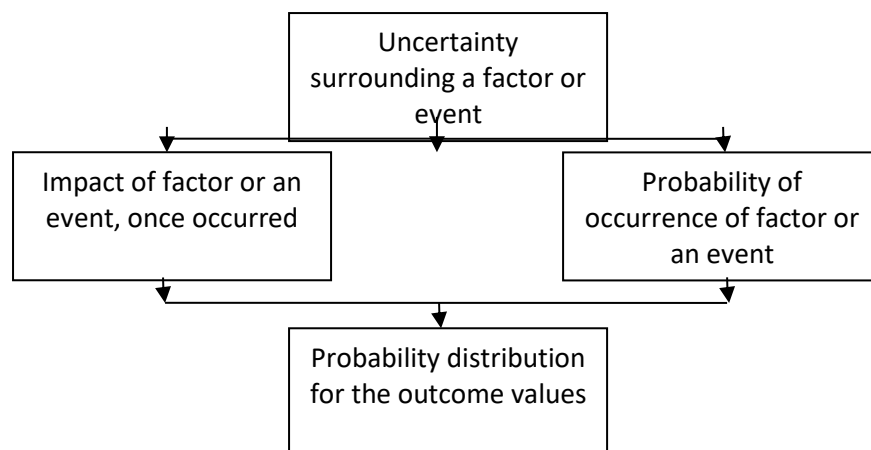 Uncertainty
surrounding a factor or
event
Impact of factor or an
event, once occurred
Probability of
occurrence of factor or
an event
Probability distribution
for the outcome values